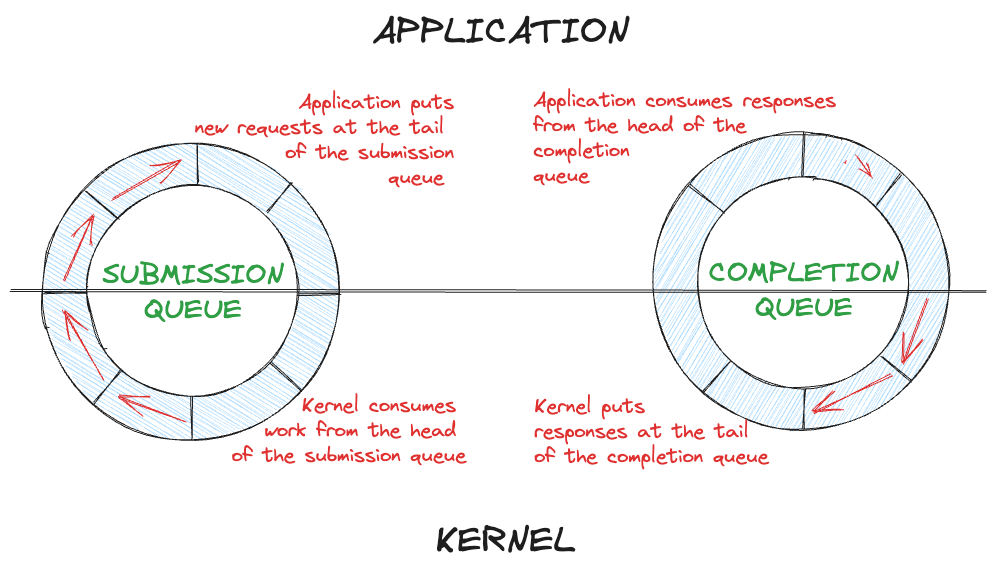 APPLICATION
Application puts
new requests at the tail
of the submission
queue
Application consumes responses
from the head of the
completion
queue
SUBMISSION
QUEUE
COMPLETION
QUEUE
Kernel consumes
work from the head
of the submission queue
Kernel puts
responses at the tail
of the completion queue
KERNEL